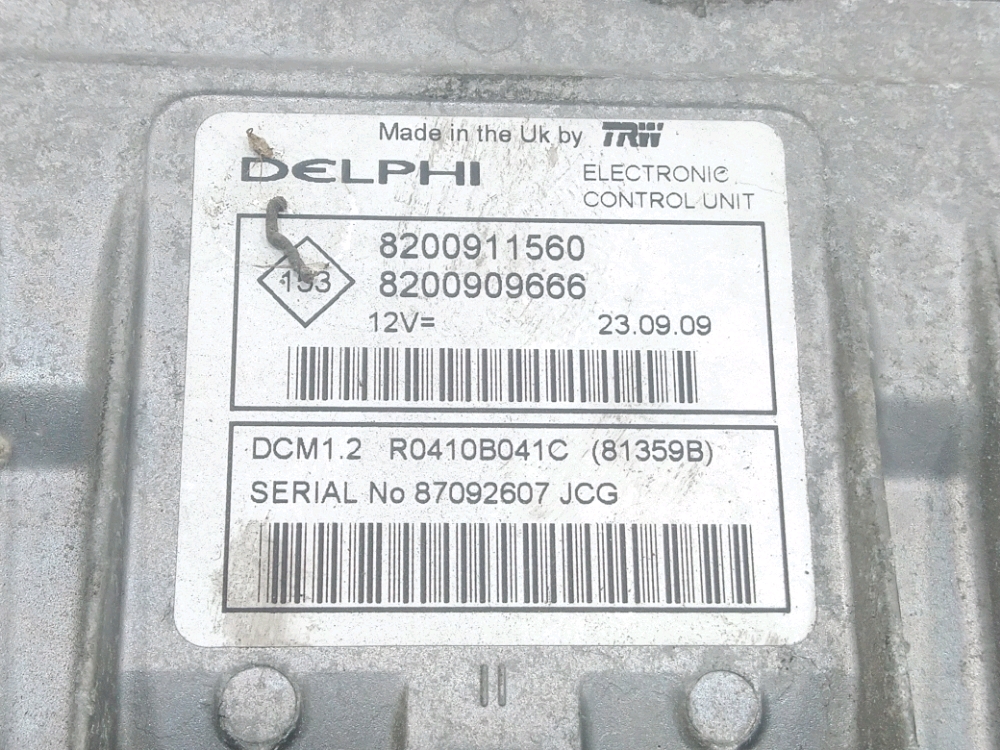 Made in the Uk by TRW
DELPHI
ELECTRONIC
CONTROL UNIT
8200911560
153
8200909666
12V= 23.09.09
DCM1.2 R0410B041C (81359B)
SERIAL No 87092607 JCG